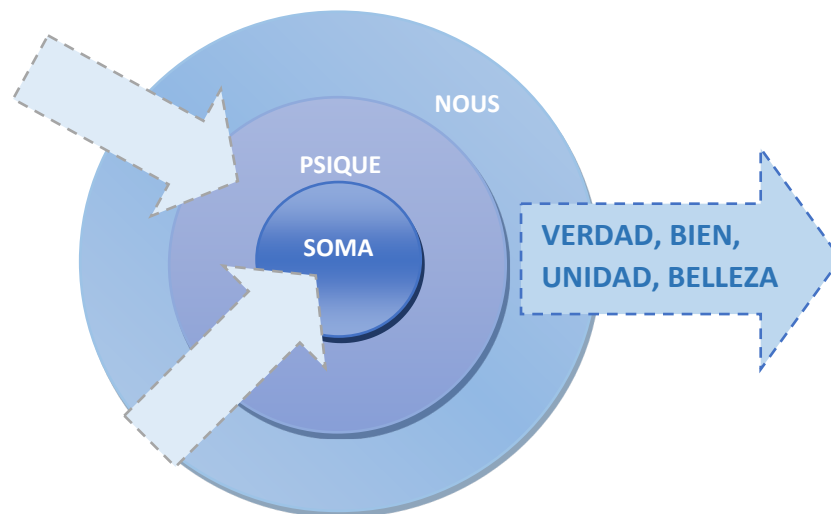 NOUS
PSIQUE
SOMA
VERDAD, BIEN,
UNIDAD, BELLEZA